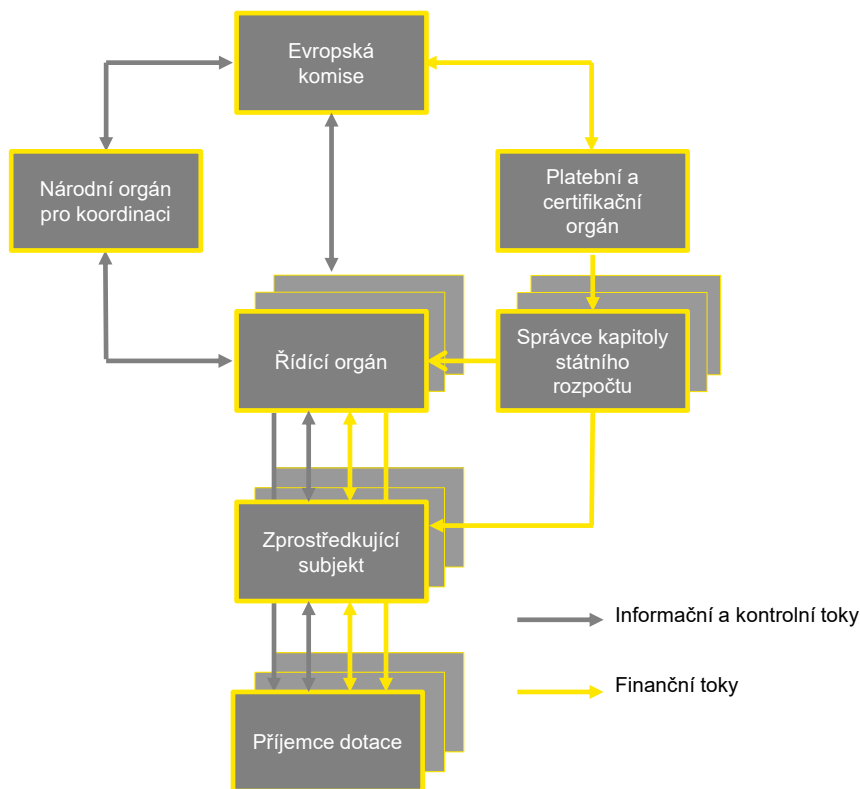 Evropská
komise
Národní orgán
pro koordinaci
Platební a
certifikační
orgán
Řídící orgán
Správce kapitoly
státního
rozpočtu
Zprostředkující
subjekt
Informační a kontrolní toky
Finanční toky
Příjemce dotace